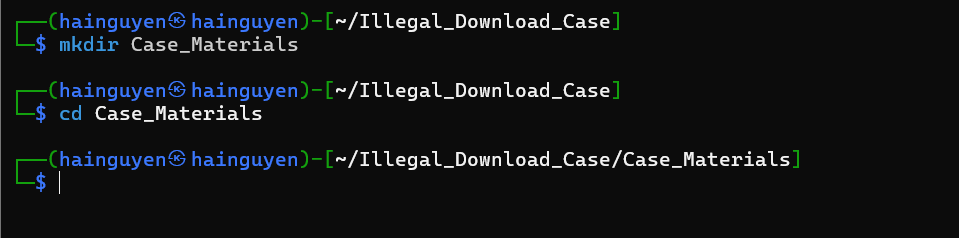 ┌──(hainguyen㉿hainguyen)-[~/Illegal_Download_Case]
└─$ mkdir Case_Materials
┌──(hainguyen㉿hainguyen)-[~/Illegal_Download_Case]
└─$ cd Case_Materials
┌──(hainguyen㉿hainguyen)-[~/Illegal_Download_Case/Case_Materials]
└─$